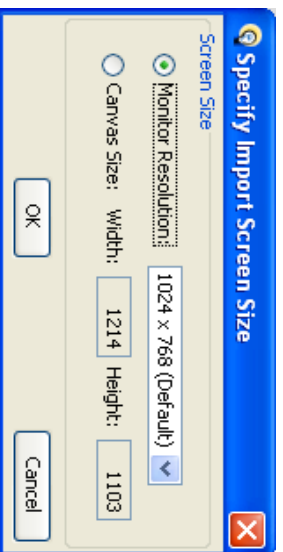 Specify Import Screen Size
Screen Size
Monitor Resolution: 1024 x 768 (Default)
Canvas Size: Width: 1214 Height: 1103
OK Cancel